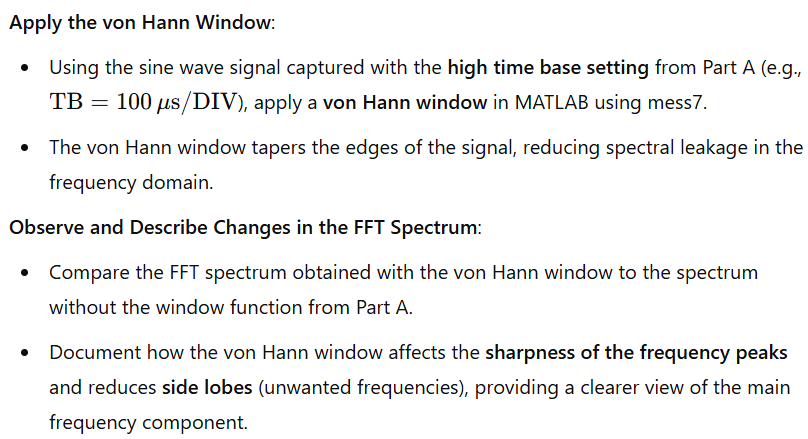 Apply the von Hann Window:
• Using the sine wave signal captured with the high time base setting from Part A (e.g.,
TB = 100 μs/DIV), apply a von Hann window in MATLAB using mess7.
• The von Hann window tapers the edges of the signal, reducing spectral leakage in the
frequency domain.
Observe and Describe Changes in the FFT Spectrum:
• Compare the FFT spectrum obtained with the von Hann window to the spectrum
without the window function from Part A.
• Document how the von Hann window affects the sharpness of the frequency peaks
and reduces side lobes (unwanted frequencies), providing a clearer view of the main
frequency component.